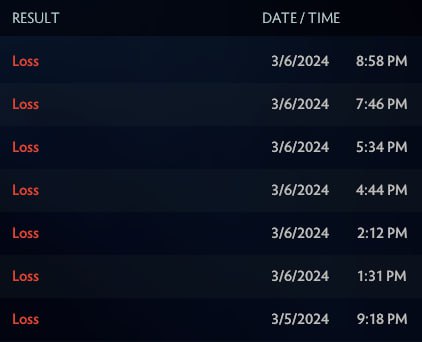 RESULT DATE / TIME
Loss 3/6/2024 8:58 PM
Loss 3/6/2024 7:46 PM
Loss 3/6/2024 5:34 PM
Loss 3/6/2024 4:44 PM
Loss 3/6/2024 2:12 PM
Loss 3/6/2024 1:31 PM
Loss 3/5/2024 9:18 PM